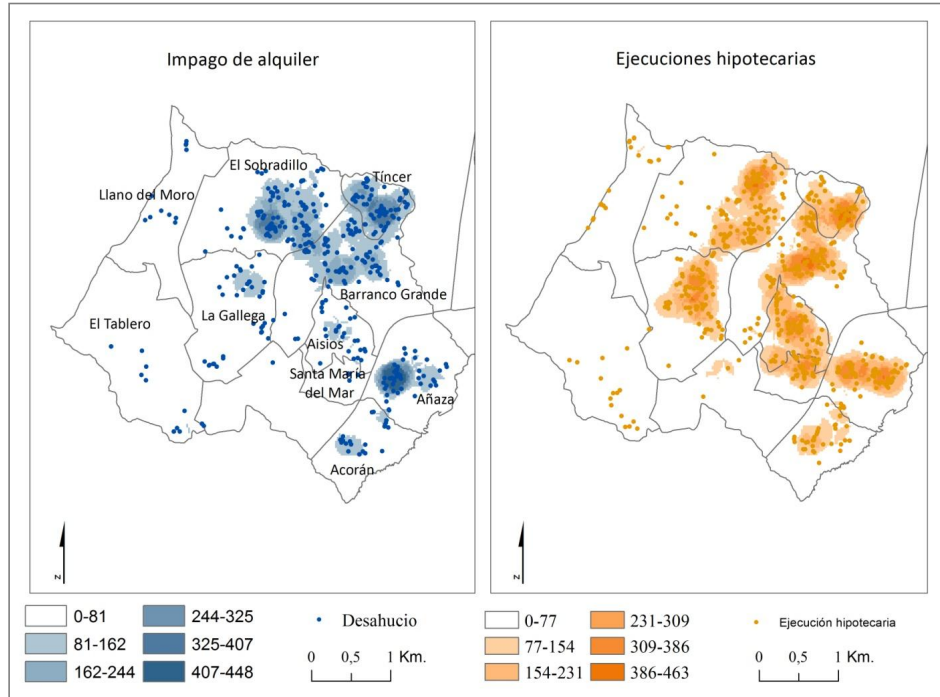 Impago de alquiler
El Sobradillo
Tíncer
Llano del Moro
Barranco Grande
La Gallega
El Tablero
Aisios
Santa María
del Mar
Añaza
Acorán
N
0-81
81-162
162-244
244-325
325-407
407-448
Desahucio
0 0,5 1 Km.
Ejecuciones hipotecarias
N
0-77
77-154
154-231
231-309
309-386
386-463
Ejecución hipotecaria
0 0,5 1 Km.